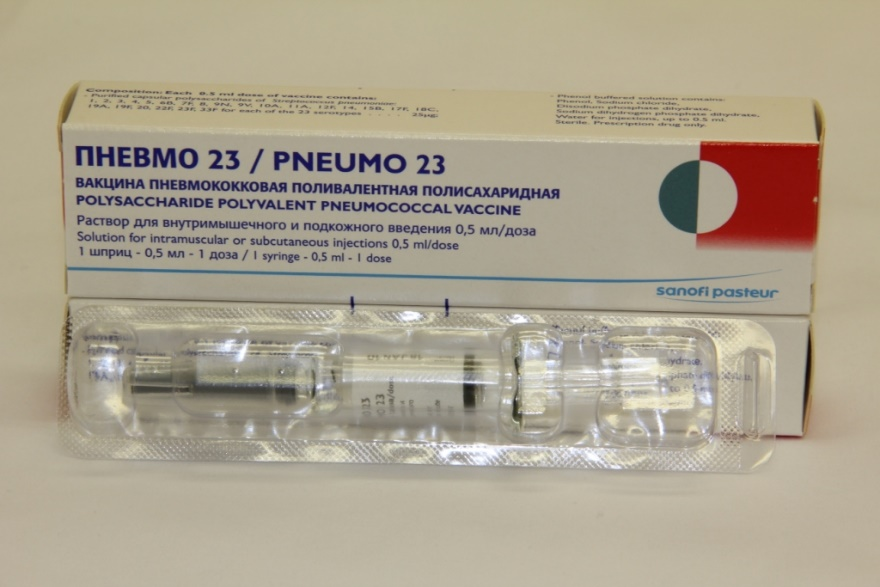 Composition: Each 0.5 ml dose of vaccine contains:
- Purified capsular polysaccharides of Streptococcus pneumoniae:
1, 2, 3, 4, 5, 6B, 7F, 8, 9N, 9V, 10A, 11A, 12F, 14, 15B, 17F, 18C,
19A, 19F, 20, 22F, 23F, 33F for each of the 23 serotypes . . . . 25µg;
- Phenol buffered solution contains:
Phenol, Sodium chloride,
Disodium phosphate dihydrate,
Sodium dihydrogen phosphate dihydrate,
Water for injections, up to 0.5 ml.
Sterile. Prescription drug only.
ПНЕВМО 23 / PNEUMO 23
ВАКЦИНА ПНЕВМОКОККОВАЯ ПОЛИВАЛЕНТНАЯ ПОЛИСАХАРИДНАЯ
POLYSACCHARIDE POLYVALENT PNEUMOCOCCAL VACCINE
Раствор для внутримышечного и подкожного введения 0,5 мл/доза
Solution for intramuscular or subcutaneous injections 0,5 ml/dose
1 шприц - 0,5 мл - 1 доза / 1 syringe - 0,5 ml - 1 dose
sanofi pasteur
23
23